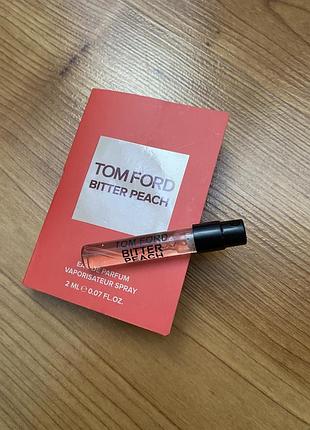 TOM FORD
BITTER PEACH
TOM FORD
BITTER
PEACH
EAU DE PARFUM
VAPORISATEUR SPRAY
2 ML ℮ 0.07 FL.OZ.